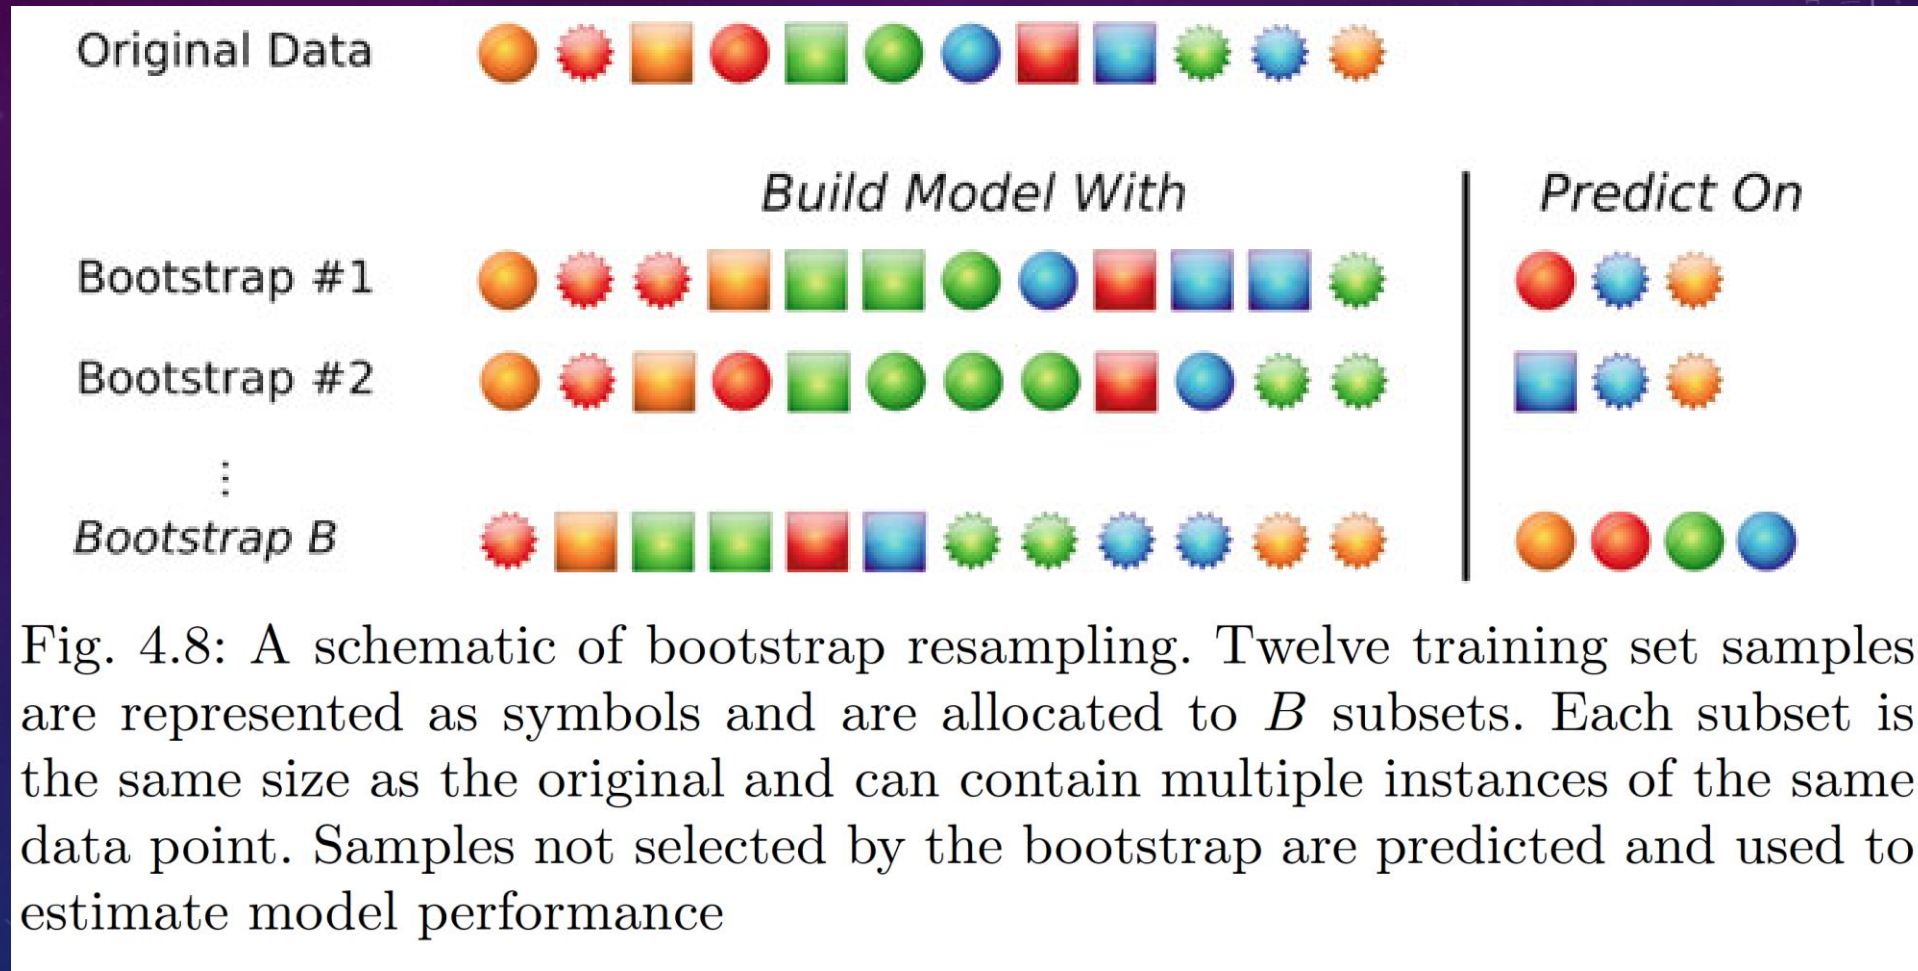 Original Data
Build Model With
Predict On
Bootstrap #1
Bootstrap #2
Bootstrap B
Fig. 4.8: A schematic of bootstrap resampling. Twelve training set samples
are represented as symbols and are allocated to B subsets. Each subset is
the same size as the original and can contain multiple instances of the same
data point. Samples not selected by the bootstrap are predicted and used to
estimate model performance